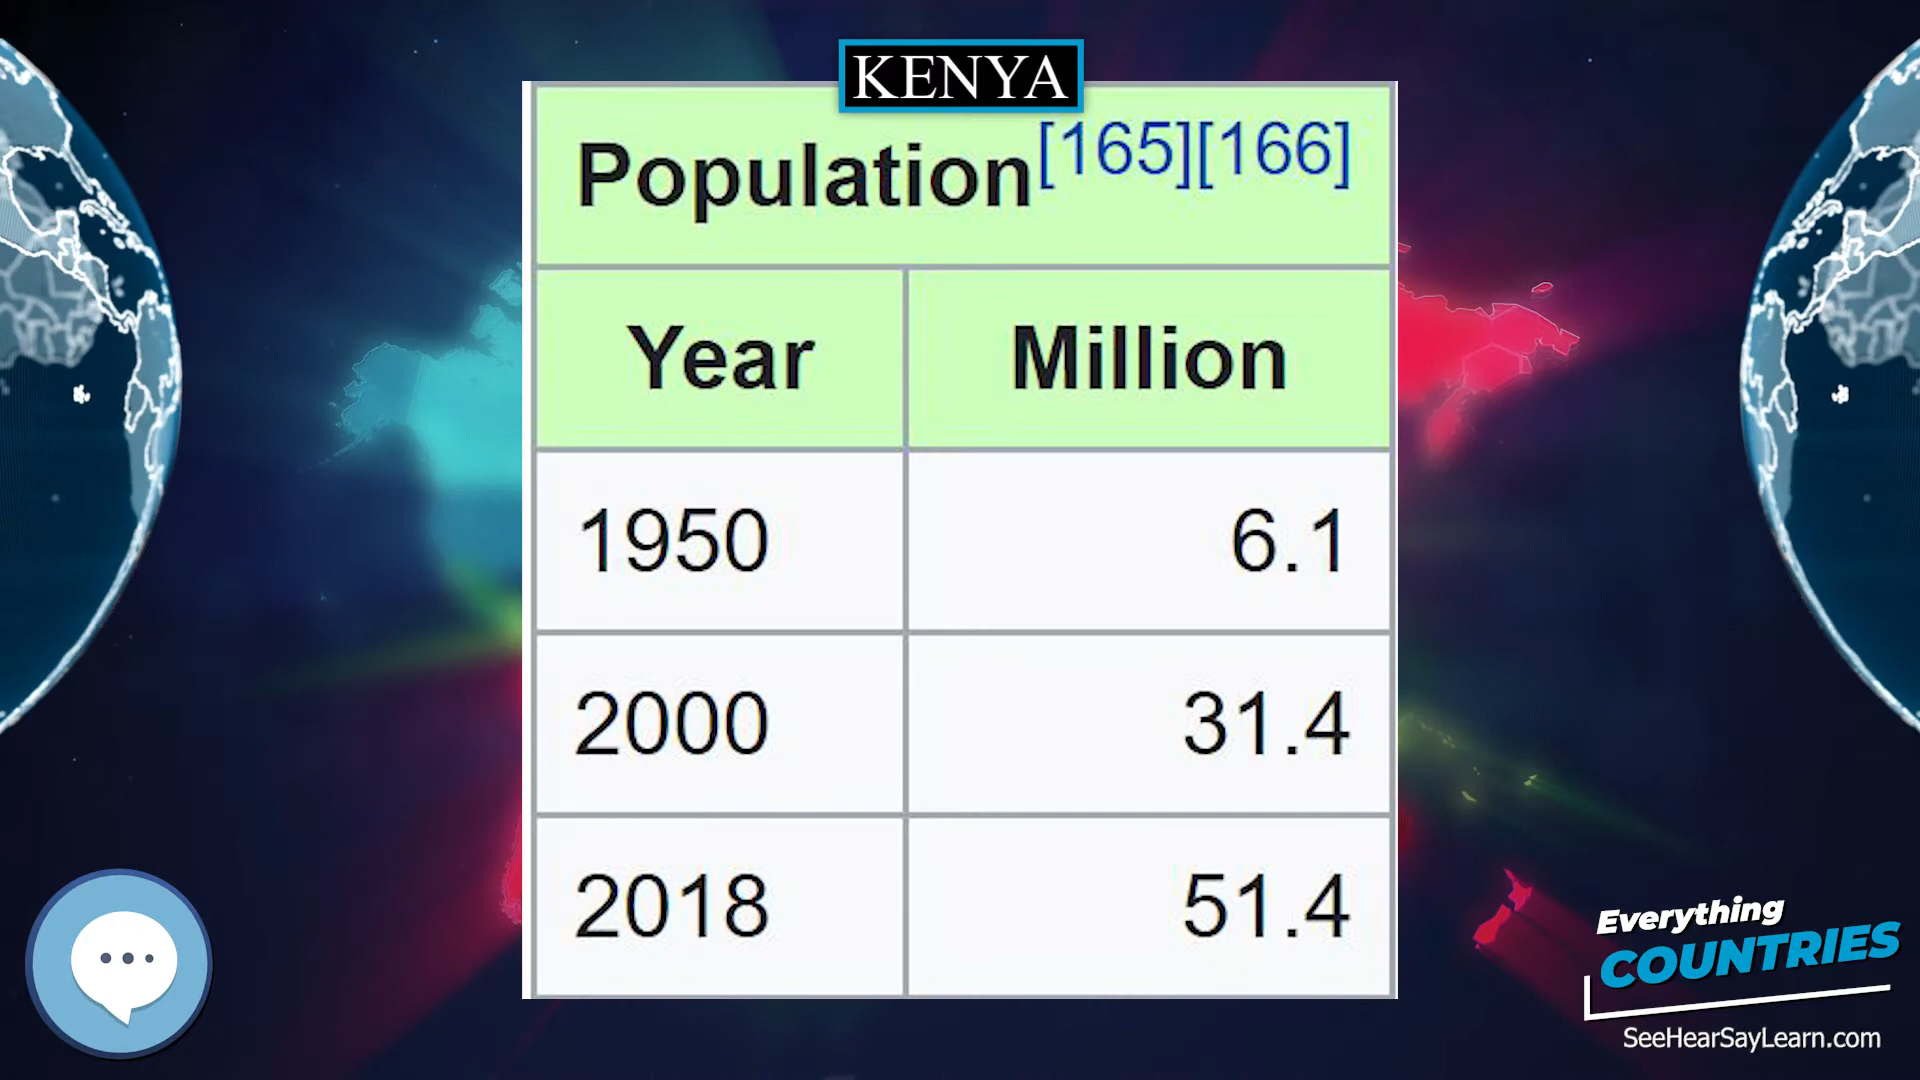 KENYA
Population[165][166]
Year Million
1950 6.1
2000 31.4
2018 51.4
Everything
COUNTRIES
SeeHearSayLearn.com